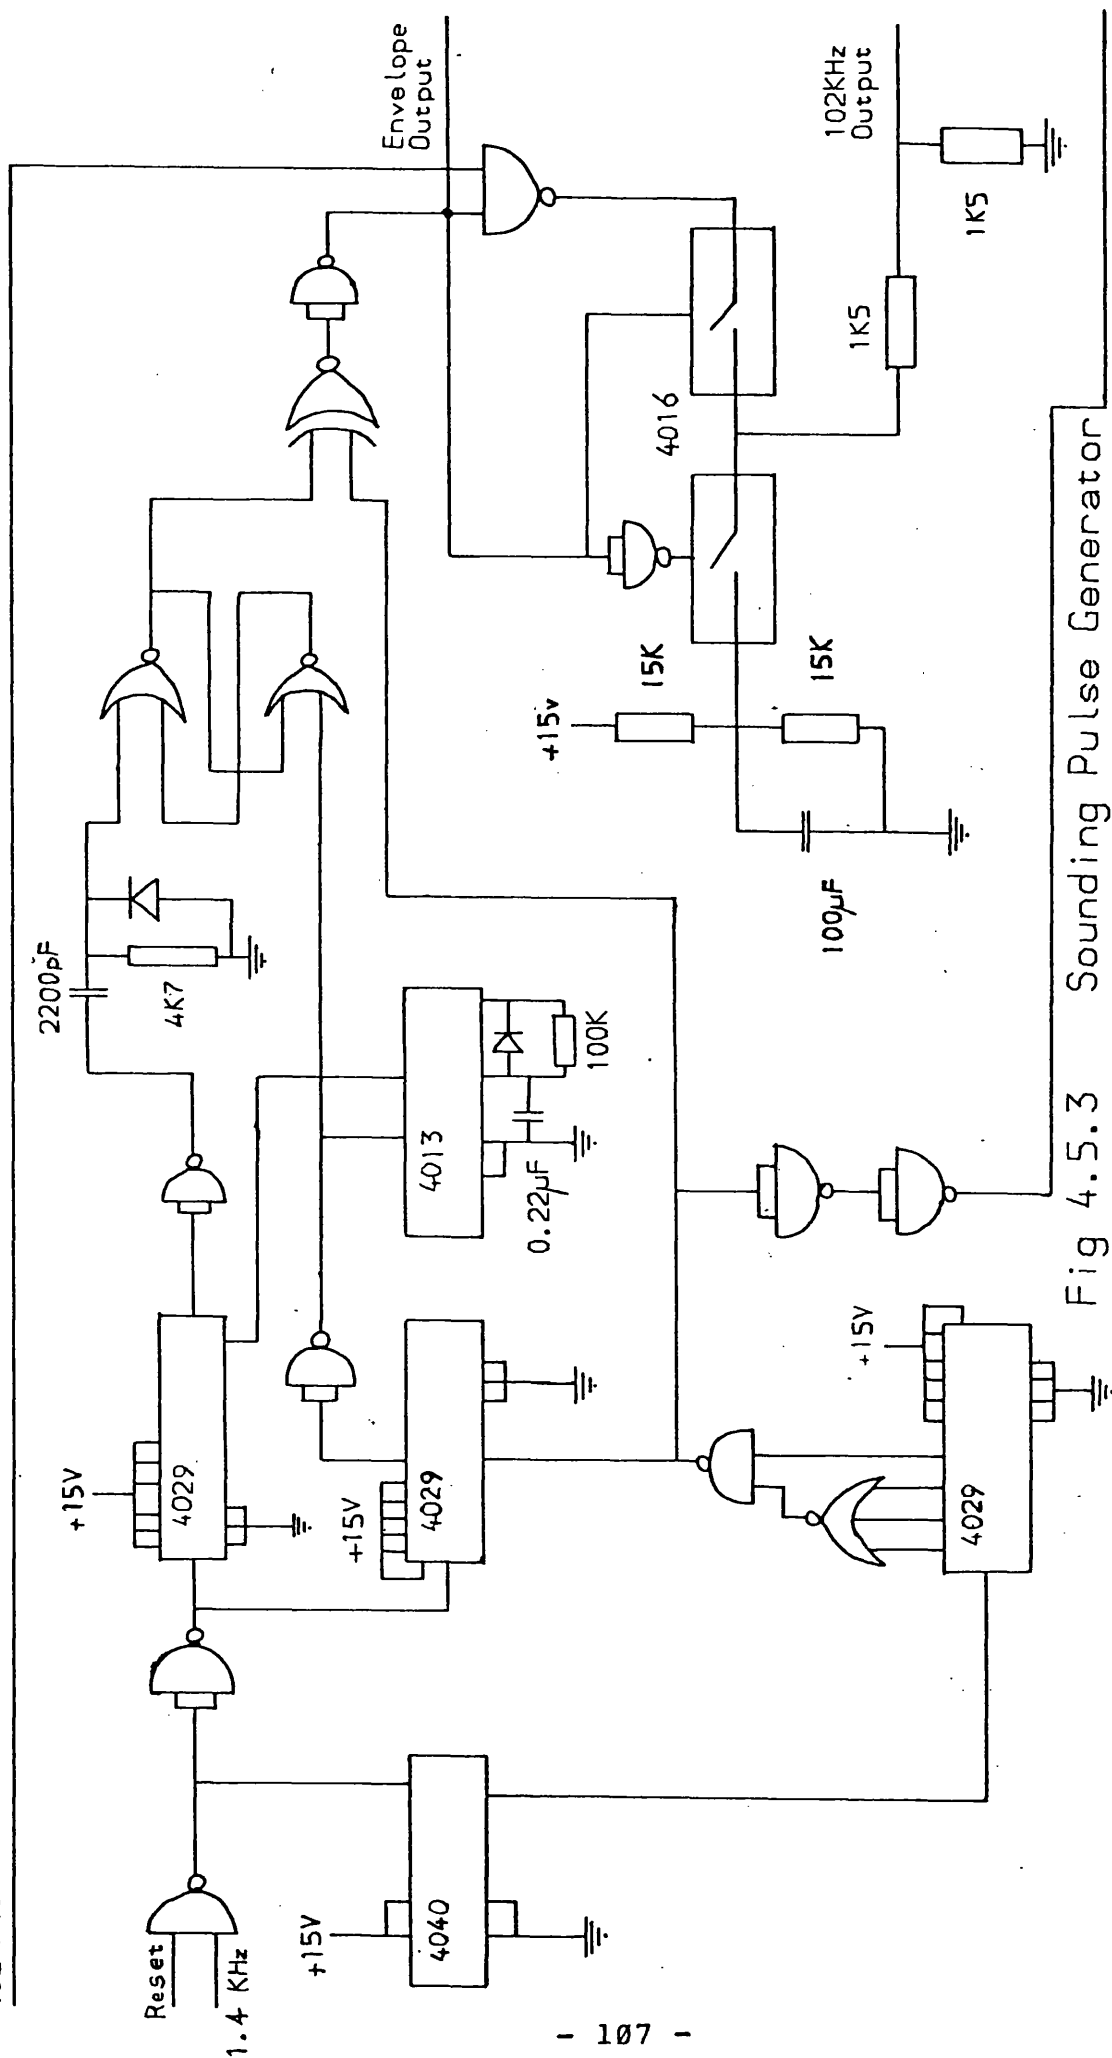 Reset
1.4 KHz
+15V
4040
+15V
4029
+15V
4029
+15V
4029
4013
0.22µF
100K
2200pF
4K7
+15v
15K
15K
100µF
4016
Envelope
Output
102KHz
Output
1K5
1K5
Fig 4.5.3 Sounding Pulse Generator
- 107 -